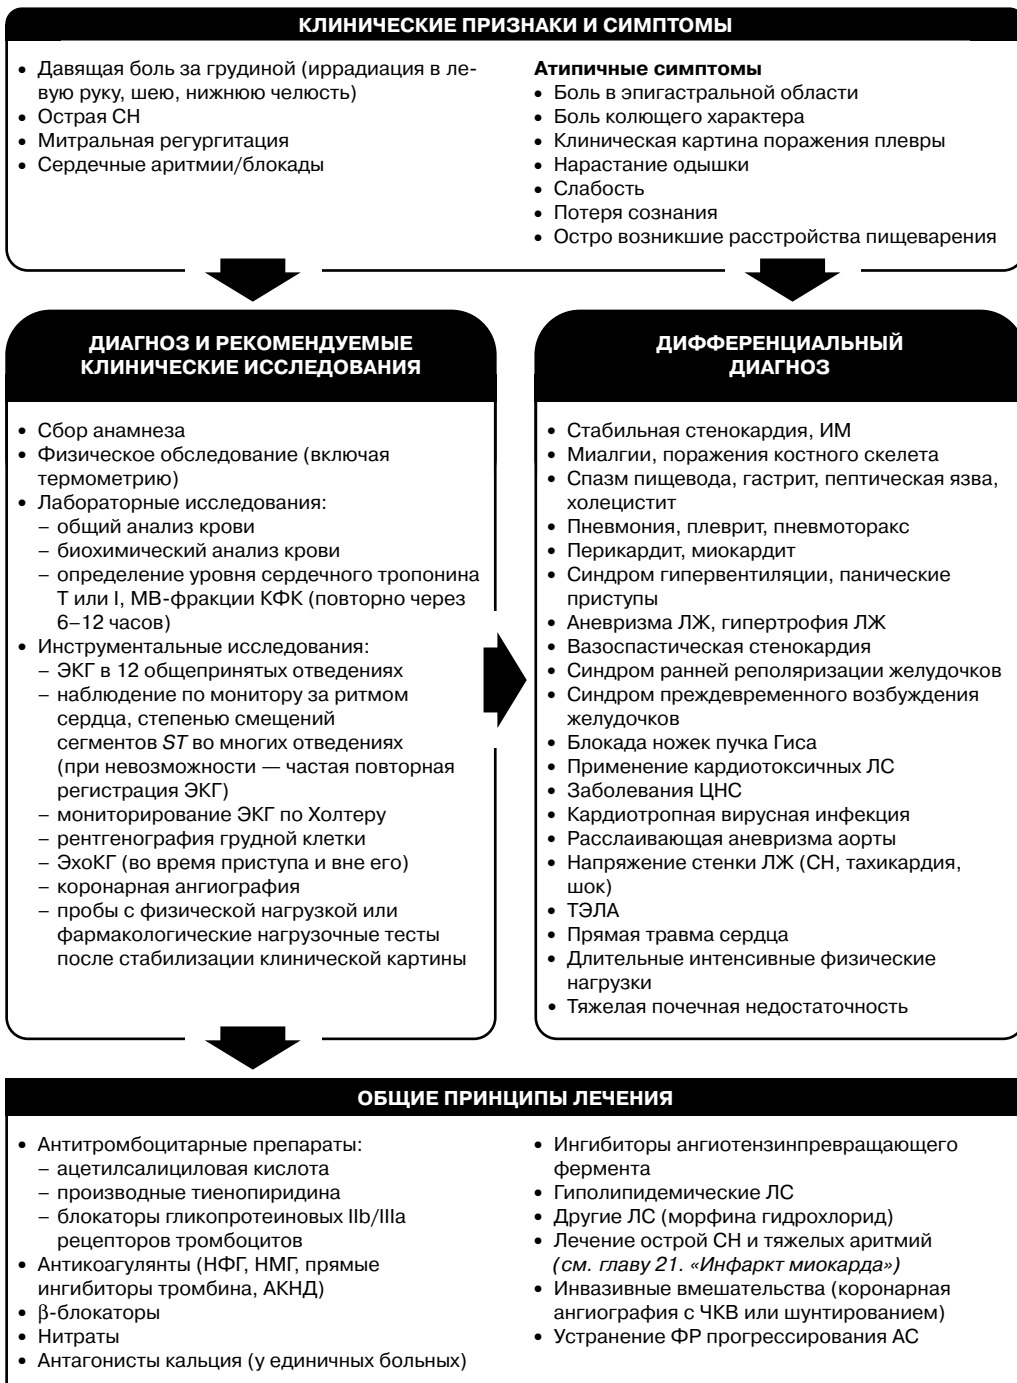 КЛИНИЧЕСКИЕ ПРИЗНАКИ И СИМПТОМЫ
• Давящая боль за грудиной (иррадиация в ле-
вую руку, шею, нижнюю челюсть)
• Острая СН
• Митральная регургитация
• Сердечные аритмии/блокады
Атипичные симптомы
• Боль в эпигастральной области
• Боль колющего характера
• Клиническая картина поражения плевры
• Нарастание одышки
• Слабость
• Потеря сознания
• Остро возникшие расстройства пищеварения
ДИАГНОЗ И РЕКОМЕНДУЕМЫЕ
КЛИНИЧЕСКИЕ ИССЛЕДОВАНИЯ
• Сбор анамнеза
• Физическое обследование (включая
термометрию)
• Лабораторные исследования:
– общий анализ крови
– биохимический анализ крови
– определение уровня сердечного тропонина
Т или I, МВ-фракции КФК (повторно через
6–12 часов)
• Инструментальные исследования:
– ЭКГ в 12 общепринятых отведениях
– наблюдение по монитору за ритмом
сердца, степенью смещений
сегментов ST во многих отведениях
(при невозможности — частая повторная
регистрация ЭКГ)
– мониторирование ЭКГ по Холтеру
– рентгенография грудной клетки
– ЭхоКГ (во время приступа и вне его)
– коронарная ангиография
– пробы с физической нагрузкой или
фармакологические нагрузочные тесты
после стабилизации клинической картины
ДИФФЕРЕНЦИАЛЬНЫЙ
ДИАГНОЗ
• Стабильная стенокардия, ИМ
• Миалгии, поражения костного скелета
• Спазм пищевода, гастрит, пептическая язва,
холецистит
• Пневмония, плеврит, пневмоторакс
• Перикардит, миокардит
• Синдром гипервентиляции, панические
приступы
• Аневризма ЛЖ, гипертрофия ЛЖ
• Вазоспастическая стенокардия
• Синдром ранней реполяризации желудочков
• Синдром преждевременного возбуждения
желудочков
• Блокада ножек пучка Гиса
• Применение кардиотоксичных ЛС
• Заболевания ЦНС
• Кардиотропная вирусная инфекция
• Расслаивающая аневризма аорты
• Напряжение стенки ЛЖ (СН, тахикардия,
шок)
• ТЭЛА
• Прямая травма сердца
• Длительные интенсивные физические
нагрузки
• Тяжелая почечная недостаточность
ОБЩИЕ ПРИНЦИПЫ ЛЕЧЕНИЯ
• Антитромбоцитарные препараты:
– ацетилсалициловая кислота
– производные тиенопиридина
– блокаторы гликопротеиновых IIb/IIIa
рецепторов тромбоцитов
• Антикоагулянты (НФГ, НМГ, прямые
ингибиторы тромбина, АКНД)
• β-блокаторы
• Нитраты
• Антагонисты кальция (у единичных больных)
• Ингибиторы ангиотензинпревращающего
фермента
• Гиполипидемические ЛС
• Другие ЛС (морфина гидрохлорид)
• Лечение острой СН и тяжелых аритмий
(см. главу 21. «Инфаркт миокарда»)
• Инвазивные вмешательства (коронарная
ангиография с ЧКВ или шунтированием)
• Устранение ФР прогрессирования АС